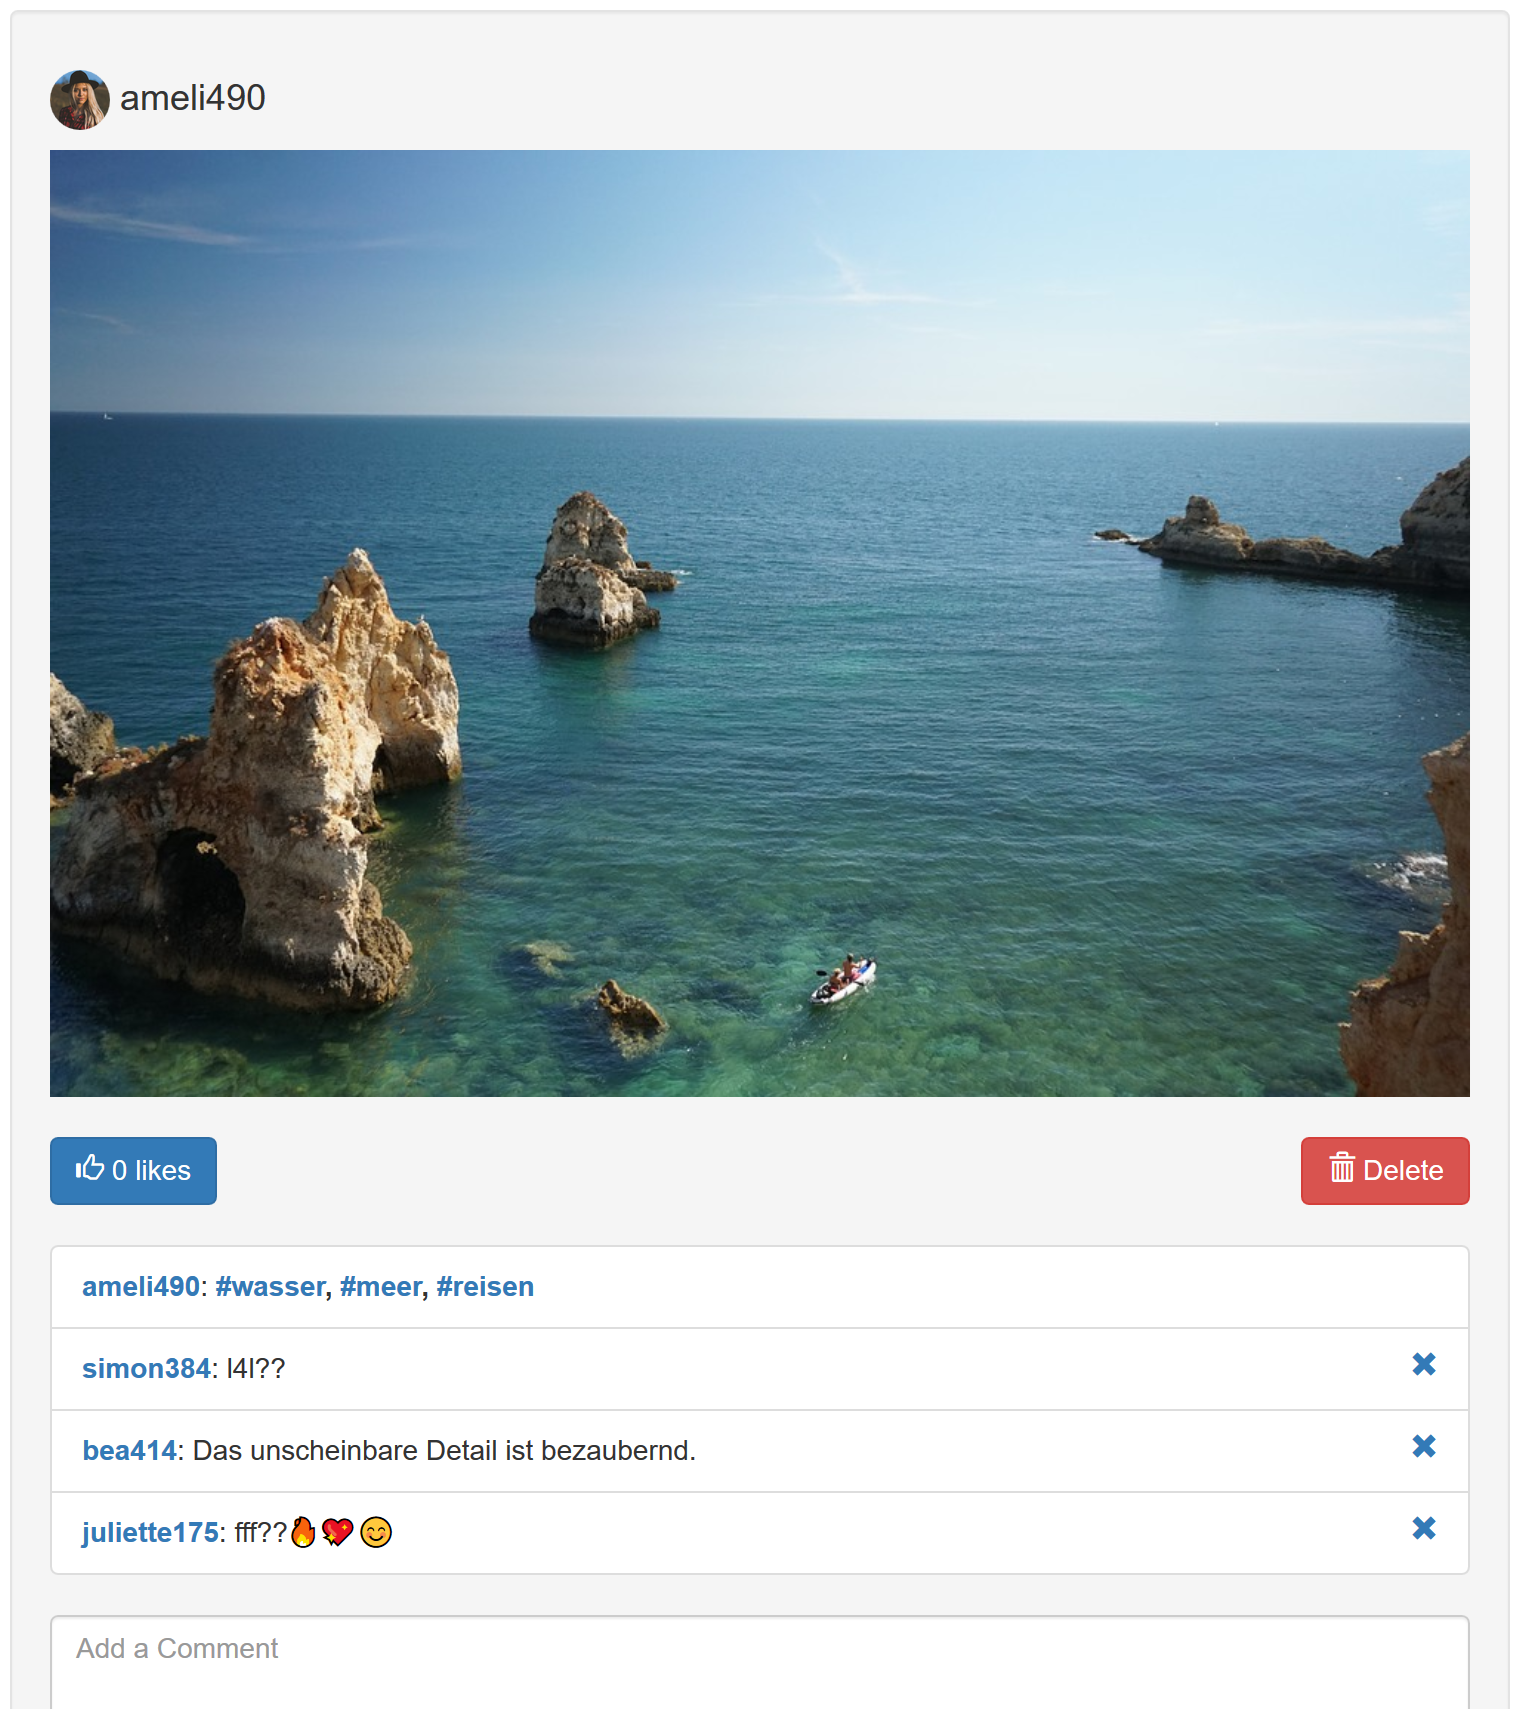 ameli490
0 likes
Delete
ameli490: #wasser, #meer, #reisen
simon384: l4l??
bea414: Das unscheinbare Detail ist bezaubernd.
juliette175: fff??🔥💖😊
Add a Comment